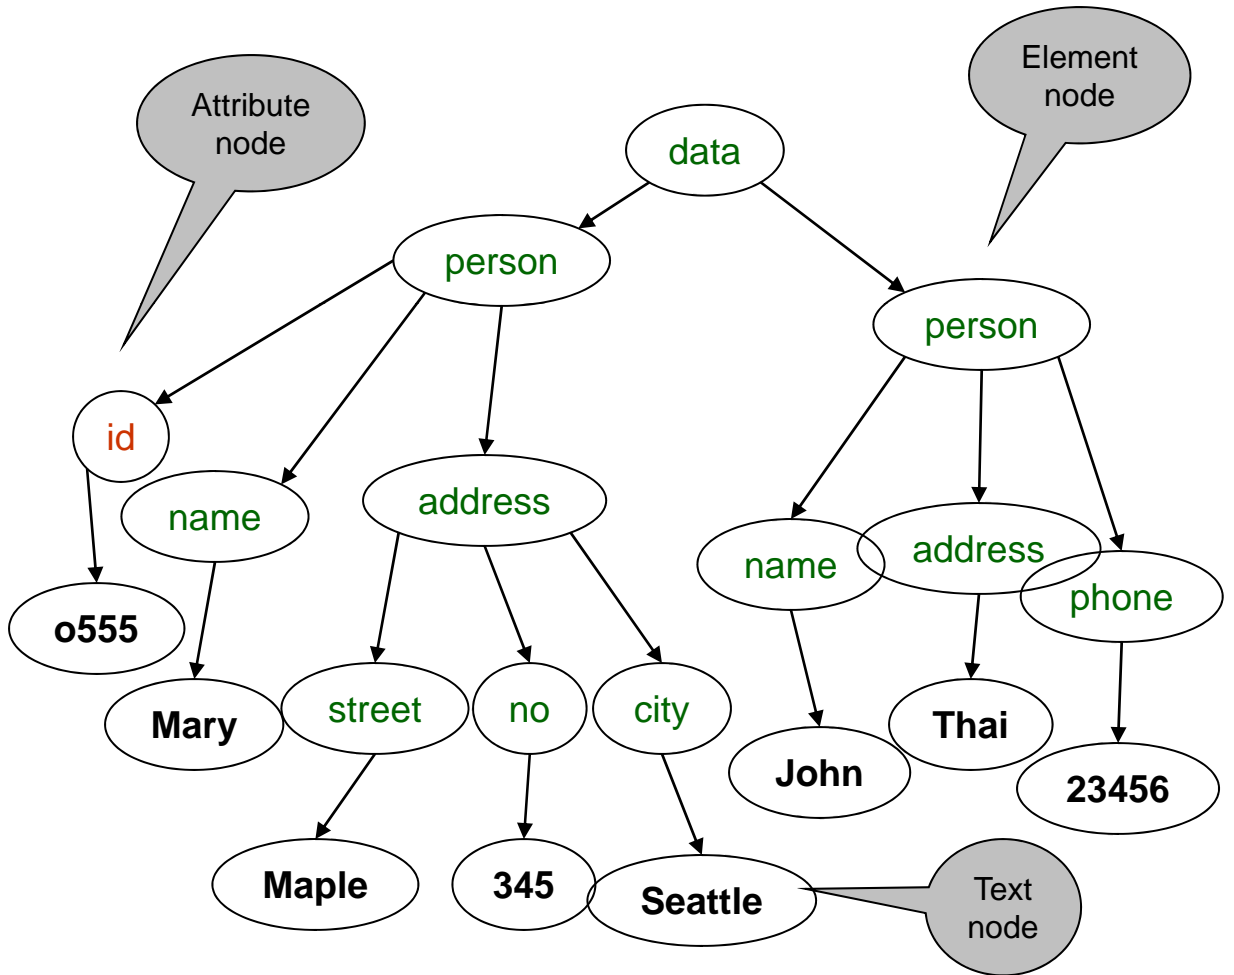 Element
node
Attribute
node
data
person
person
id
name
address
name
address
phone
o555
Mary
street
no
city
John
Thai
23456
Maple
345
Seattle
Text
node